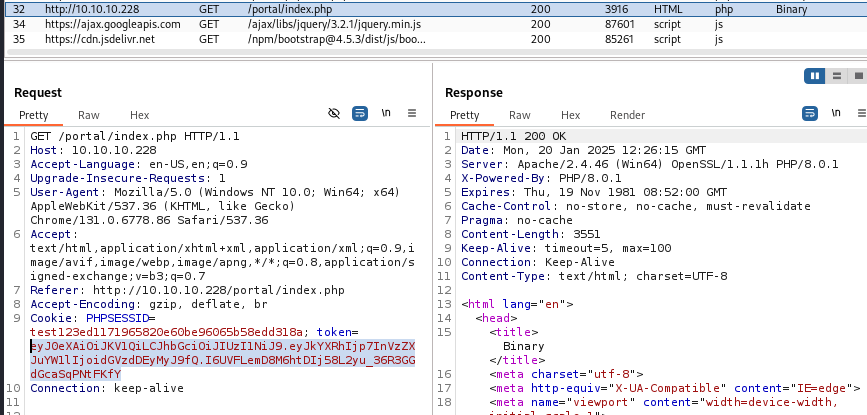 32 http://10.10.10.228 GET /portal/index.php 200 3916 HTML php Binary
34 https://ajax.googleapis.com GET /ajax/libs/jquery/3.2.1/jquery.min.js 200 87601 script js
35 https://cdn.jsdelivr.net GET /npm/bootstrap@4.5.3/dist/js/boo... 200 85261 script js
Request
Pretty Raw Hex
\n
1 GET /portal/index.php HTTP/1.1
2 Host: 10.10.10.228
3 Accept-Language: en-US,en;q=0.9
4 Upgrade-Insecure-Requests: 1
5 User-Agent: Mozilla/5.0 (Windows NT 10.0; Win64; x64)
AppleWebKit/537.36 (KHTML, like Gecko)
Chrome/131.0.6778.86 Safari/537.36
6 Accept:
text/html,application/xhtml+xml,application/xml;q=0.9,i
mage/avif,image/webp,image/apng,*/*;q=0.8,application/s
igned-exchange;v=b3;q=0.7
7 Referer: http://10.10.10.228/portal/index.php
8 Accept-Encoding: gzip, deflate, br
9 Cookie: PHPSESSID=
test123ed1171965820e60be96065b58edd318a; token=
eyJ0eXAiOiJKV1QiLCJhbGciOiJIUzI1NiJ9.eyJkYXRhIjp7InVzZX
JuYW1lIjoidGVzdDEyMyJ9fQ.I6UVFLemD8M6htDIj58L2yu_36R3GG
dGcaSqPNtFKfY
10 Connection: keep-alive
11
Response
Pretty Raw Hex Render
\n
1 HTTP/1.1 200 OK
2 Date: Mon, 20 Jan 2025 12:26:15 GMT
3 Server: Apache/2.4.46 (Win64) OpenSSL/1.1.1h PHP/8.0.1
4 X-Powered-By: PHP/8.0.1
5 Expires: Thu, 19 Nov 1981 08:52:00 GMT
6 Cache-Control: no-store, no-cache, must-revalidate
7 Pragma: no-cache
8 Content-Length: 3551
9 Keep-Alive: timeout=5, max=100
10 Connection: Keep-Alive
11 Content-Type: text/html; charset=UTF-8
12
13 <html lang="en">
14 <head>
15 <title>
Binary
</title>
16 <meta charset="utf-8">
17 <meta http-equiv="X-UA-Compatible" content="IE=edge">
18 <meta name="viewport" content="width=device-width,